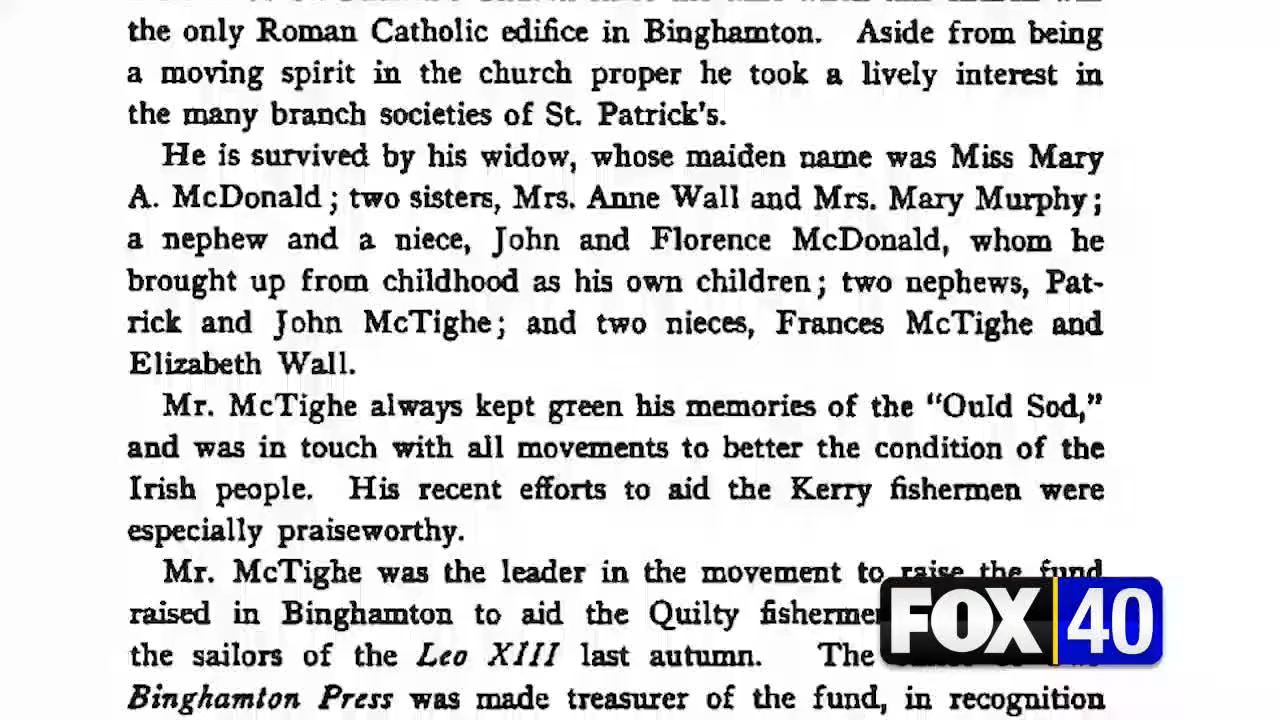 the only Roman Catholic edifice in Binghamton. Aside from being
a moving spirit in the church proper he took a lively interest in
the many branch societies of St. Patrick's.
He is survived by his widow, whose maiden name was Miss Mary
A. McDonald; two sisters, Mrs. Anne Wall and Mrs. Mary Murphy;
a nephew and a niece, John and Florence McDonald, whom he
brought up from childhood as his own children; two nephews, Pat-
rick and John McTighe; and two nieces, Frances McTighe and
Elizabeth Wall.
Mr. McTighe always kept green his memories of the "Ould Sod,"
and was in touch with all movements to better the condition of the
Irish people. His recent efforts to aid the Kerry fishermen were
especially praiseworthy.
Mr. McTighe was the leader in the movement to raise the fund
raised in Binghamton to aid the Quilty fishermen
the sailors of the Leo XIII last autumn. The
Binghamton Press was made treasurer of the fund, in recognition
FOX 40